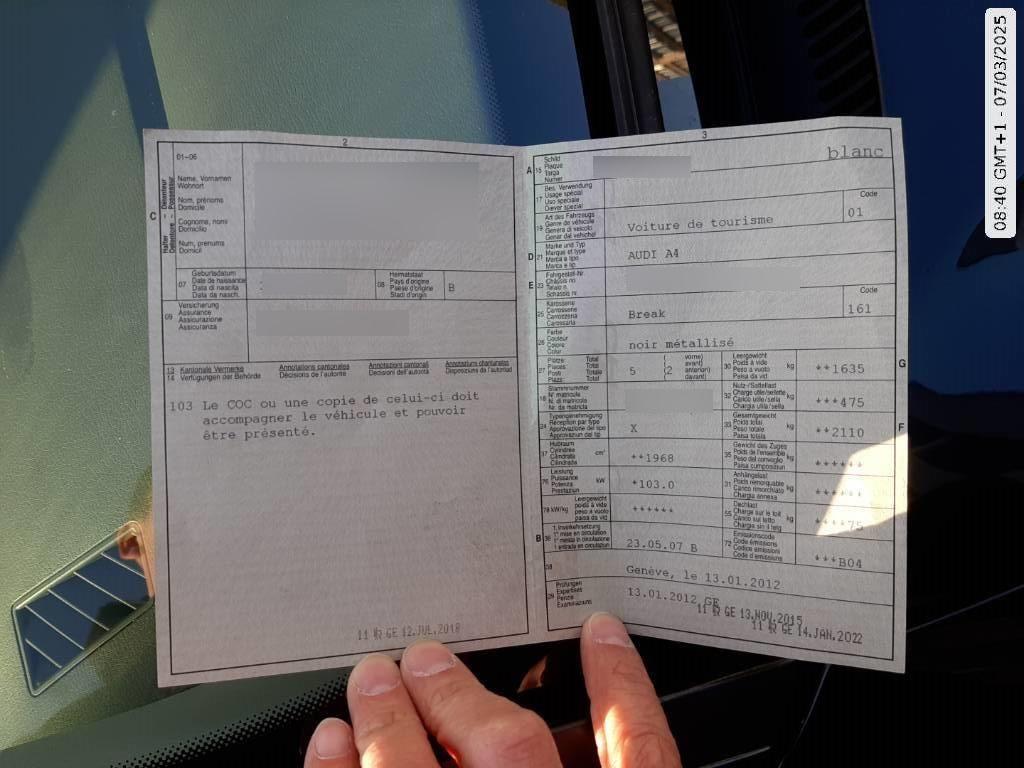 08:40 GMT+1 - 07/03/2025
2
01-06
Name, Vornamen
Wohnort
Nom, prénoms
Domicile
Cognome, nomi
Domicilio
Num, prenums
Domicil
C
Halter - Détenteur
Detentore - Possessur
07
Geburtsdatum
Date de naissance
Data di nascita
Data da nasch.
08
Heimatstaat
Pays d'origine
Paese d'origine
Stadi d'origin
B
09
Versicherung
Assurance
Assicurazione
Assicuranza
13 Kantonale Vermerke
14 Verfügungen der Behörde
Annotations cantonales
Décisions de l'autorité
Annotazioni cantonali
Decisioni dell'autorità
Annotaziuns chantunalas
Disposiziuns da l'autoritad
103 Le COC ou une copie de celui-ci doit
accompagner le véhicule et pouvoir
être présenté.
11 GE 12.JUL.2018
3
A
15
Schild
Plaque
Targa
Numer
blanc
17
Bes. Verwendung
Usage spécial
Uso speciale
Diever spezial
19
Art des Fahrzeugs
Genre de véhicule
Genere di veicolo
Gener dal vehichel
Voiture de tourisme
Code
01
D
21
Marke und Typ
Marque et type
Marca e tipo
Marca e tip
AUDI A4
E
23
Fahrgestell-Nr.
Châssis no
Telaio n.
Schassis nr.
25
Karosserie
Carrosserie
Carrozzeria
Carossaria
Break
Code
161
26
Farbe
Couleur
Colore
Colur
noir métallisé
27
Plätze: Total
Places: Total
Posti: Totale
Plazs: Total
5
(2
vorne)
avant)
anteriori)
davant)
30
Leergewicht
Poids à vide
Peso a vuoto
Paisa da vid
kg
**1635
G
18
Stammnummer
N° matricule
N. di matricola
Nr. da matricla
32
Nutz-/Sattellast
Charge utile/sellette
Carico utile/sella
Chargia utila/sella
kg
***475
24
Typengenehmigung
Réception par type
Approvazione del tipo
Approvaziun dal tip
X
33
Gesamtgewicht
Poids total
Peso totale
Paisa totala
kg
**2110
F
37
Hubraum
Cylindrée
Cilindrata
Cilindrada
cm³
**1968
35
Gewicht des Zuges
Poids de l'ensemble
Peso del convoglio
Paisa cumposiziun
kg
******
76
Leistung
Puissance
Potenza
Prestaziun
kW
*103.0
31
Anhängelast
Poids remorquable
Carico rimorchiato
Chargia annexa
kg
******
78 kW/kg
Leergewicht
poids à vide
peso a vuoto
paisa da vid
******
55
Dachlast
Charge sur le toit
Carico sul tetto
Chargia sin il tetg
kg
****75
B
36
1. Inverkehrsetzung
1re mise en circulation
1a messa in circolazione
1 entrada en circulaziun
23.05.07 B
72
Emissionscode
Code émissions
Codice emissioni
Code d'emissiuns
***B04
38
Genève, le 13.01.2012
39
Prüfungen
Expertises
Perizie
Examinaziuns
13.01.2012 GE
11 GE 13.NOV.2015
11 GE 14.JAN.2022